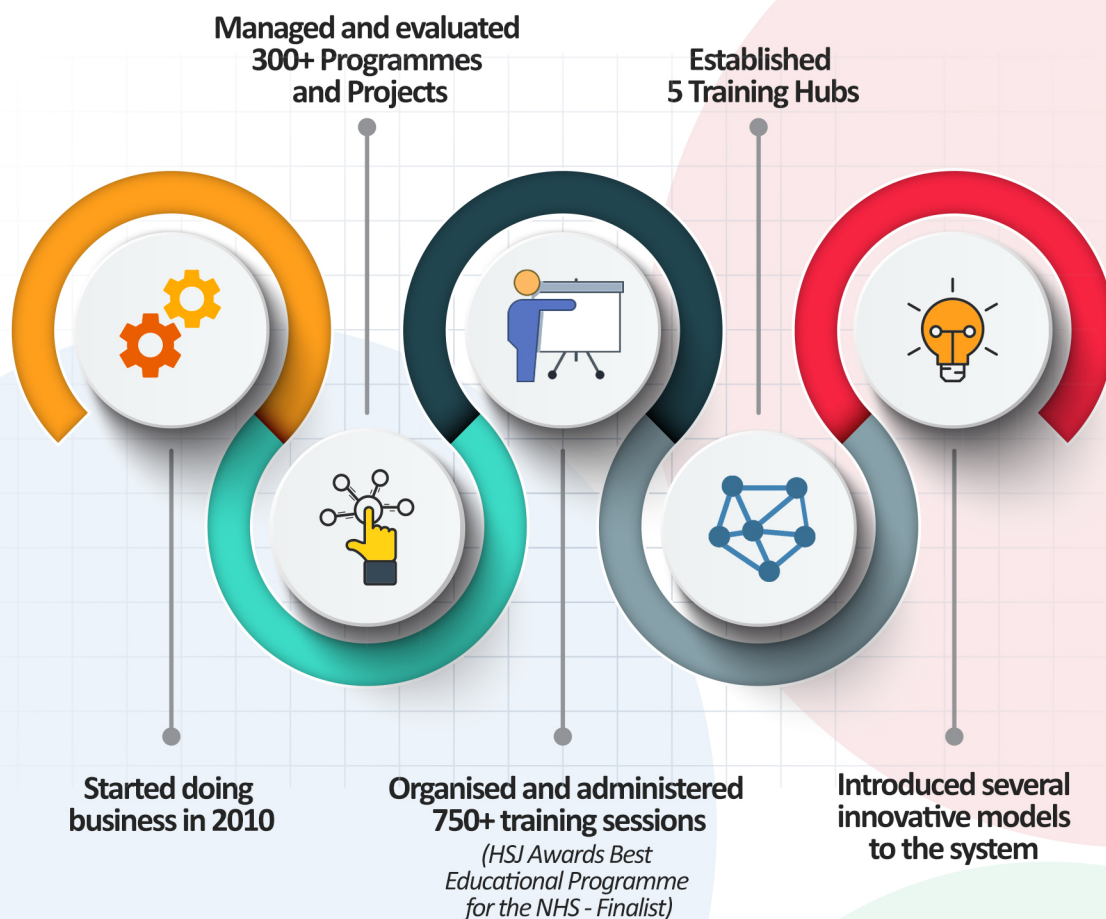 Managed and evaluated
300+ Programmes
and Projects
Established
5 Training Hubs
Started doing
business in 2010
Organised and administered
750+ training sessions
(HSJ Awards Best
Educational Programme
for the NHS - Finalist)
Introduced several
innovative models
to the system